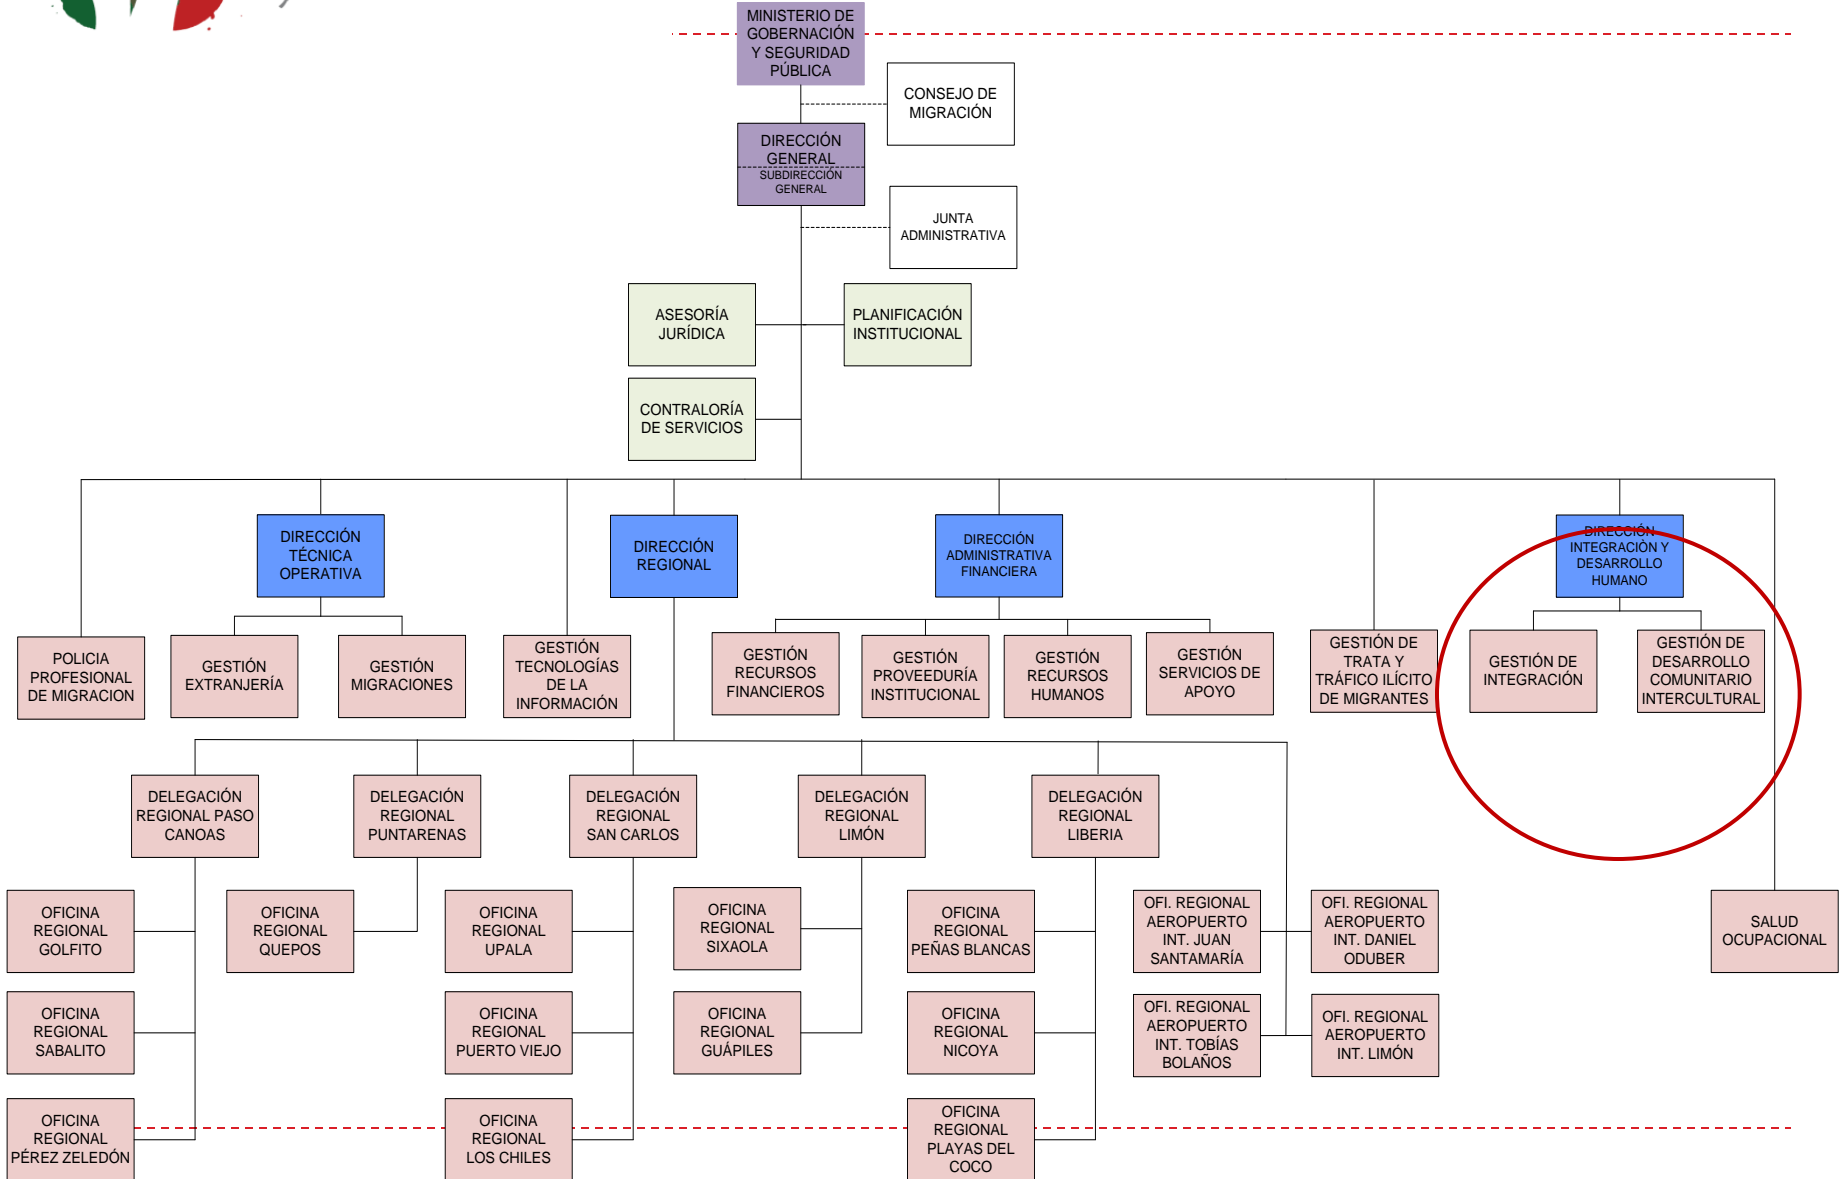 MINISTERIO DE
GOBERNACIÓN
Y SEGURIDAD
PÚBLICA
CONSEJO DE
MIGRACIÓN
DIRECCIÓN
GENERAL
SUBDIRECCIÓN
GENERAL
JUNTA
ADMINISTRATIVA
ASESORÍA
JURÍDICA
PLANIFICACIÓN
INSTITUCIONAL
CONTRALORÍA
DE SERVICIOS
DIRECCIÓN
TÉCNICA
OPERATIVA
DIRECCIÓN
REGIONAL
DIRECCIÓN
ADMINISTRATIVA
FINANCIERA
DIRECCIÓN
INTEGRACIÒN Y
DESARROLLO
HUMANO
POLICIA
PROFESIONAL
DE MIGRACION
GESTIÓN
EXTRANJERÍA
GESTIÓN
MIGRACIONES
GESTIÓN
TECNOLOGÍAS
DE LA
INFORMACIÓN
GESTIÓN
RECURSOS
FINANCIEROS
GESTIÓN
PROVEEDURÍA
INSTITUCIONAL
GESTIÓN
RECURSOS
HUMANOS
GESTIÓN
SERVICIOS DE
APOYO
GESTIÓN DE
TRATA Y
TRÁFICO ILÍCITO
DE MIGRANTES
GESTIÓN DE
INTEGRACIÓN
GESTIÓN DE
DESARROLLO
COMUNITARIO
INTERCULTURAL
DELEGACIÓN
REGIONAL PASO
CANOAS
DELEGACIÓN
REGIONAL
PUNTARENAS
DELEGACIÓN
REGIONAL
SAN CARLOS
DELEGACIÓN
REGIONAL
LIMÓN
DELEGACIÓN
REGIONAL
LIBERIA
OFICINA
REGIONAL
GOLFITO
OFICINA
REGIONAL
QUEPOS
OFICINA
REGIONAL
UPALA
OFICINA
REGIONAL
SIXAOLA
OFICINA
REGIONAL
PEÑAS BLANCAS
OFI. REGIONAL
AEROPUERTO
INT. JUAN
SANTAMARÍA
OFI. REGIONAL
AEROPUERTO
INT. DANIEL
ODUBER
SALUD
OCUPACIONAL
OFICINA
REGIONAL
SABALITO
OFICINA
REGIONAL
PUERTO VIEJO
OFICINA
REGIONAL
GUÁPILES
OFICINA
REGIONAL
NICOYA
OFI. REGIONAL
AEROPUERTO
INT. TOBÍAS
BOLAÑOS
OFI. REGIONAL
AEROPUERTO
INT. LIMÓN
OFICINA
REGIONAL
PÉREZ ZELEDÓN
OFICINA
REGIONAL
LOS CHILES
OFICINA
REGIONAL
PLAYAS DEL
COCO